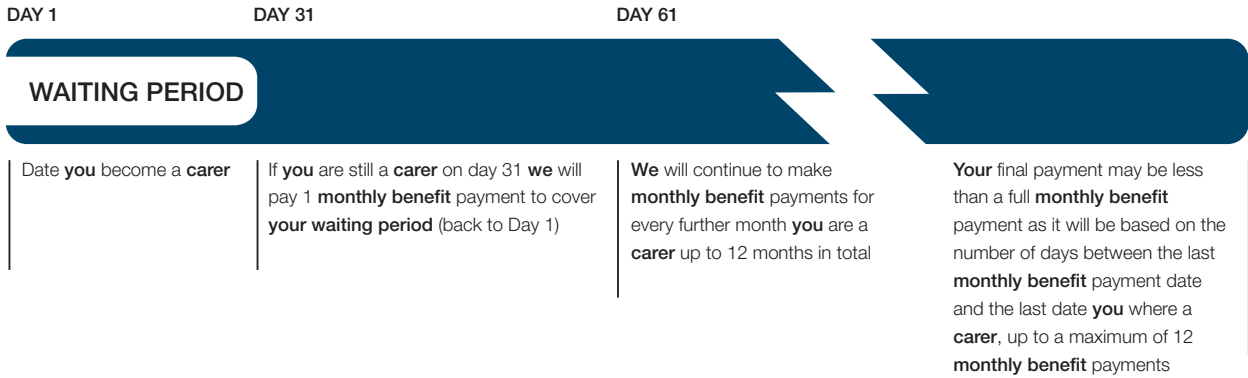 DAY 1
DAY 31
DAY 61
WAITING PERIOD
Date you become a carer
If you are still a carer on day 31 we will
pay 1 monthly benefit payment to cover
your waiting period (back to Day 1)
We will continue to make
monthly benefit payments for
every further month you are a
carer up to 12 months in total
Your final payment may be less
than a full monthly benefit
payment as it will be based on the
number of days between the last
monthly benefit payment date
and the last date you where a
carer, up to a maximum of 12
monthly benefit payments